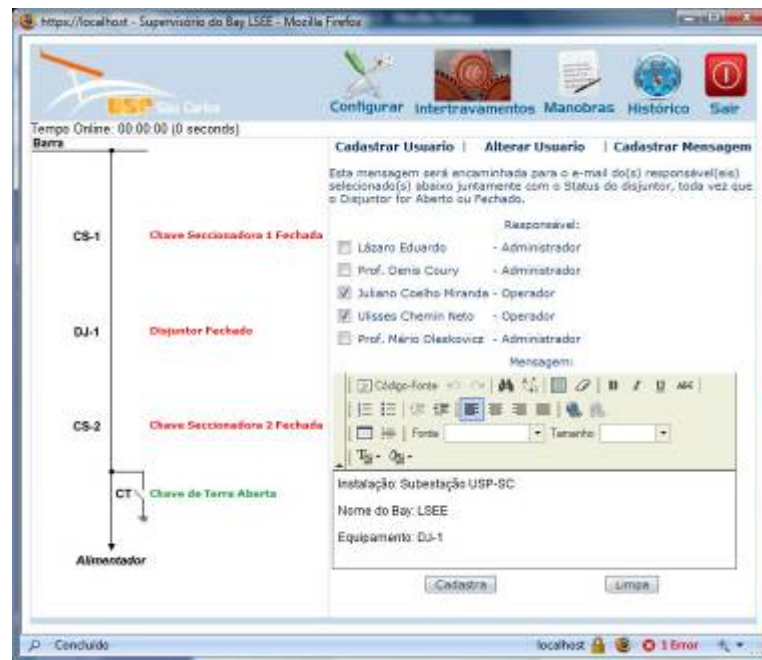 https://localhost - Supervisório do Bay LSEE - Mozilla Firefox
USP São Carlos
Configurar Intertravamentos Manobras Histórico Sair
Tempo Online: 00:00:00 (0 seconds)
Barra
Cadastrar Usuario | Alterar Usuario | Cadastrar Mensagem
Esta mensagem será encaminhada para o e-mail do(s) responsável(eis)
selecionado(s) abaixo juntamente com o Status do disjuntor, toda vez que
o Disjuntor for Aberto ou Fechado.
Responsável:
CS-1 Chave Seccionadora 1 Fechada
Lázaro Eduardo - Administrador
Prof. Denis Coury - Administrador
Juliano Coelho Miranda - Operador
Ulisses Chemin Neto - Operador
DJ-1 Disjuntor Fechado
Prof. Mário Oleskovicz - Administrador
Mensagem:
Código-fonte
B I U ABC
CS-2 Chave Seccionadora 2 Fechada
Fonte Tamanho
CT Chave de Terra Aberta
Instalação: Subestação USP-SC
Nome do Bay: LSEE
Equipamento: DJ-1
Alimentador
Cadastra Limpa
Concluído localhost 1 Error